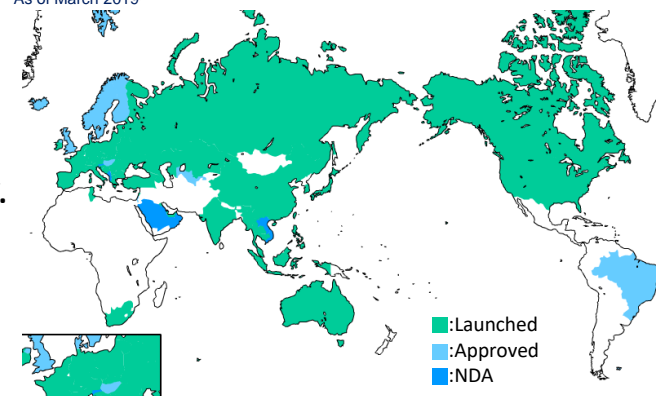 As of March 2019
:Launched
:Approved
:NDA